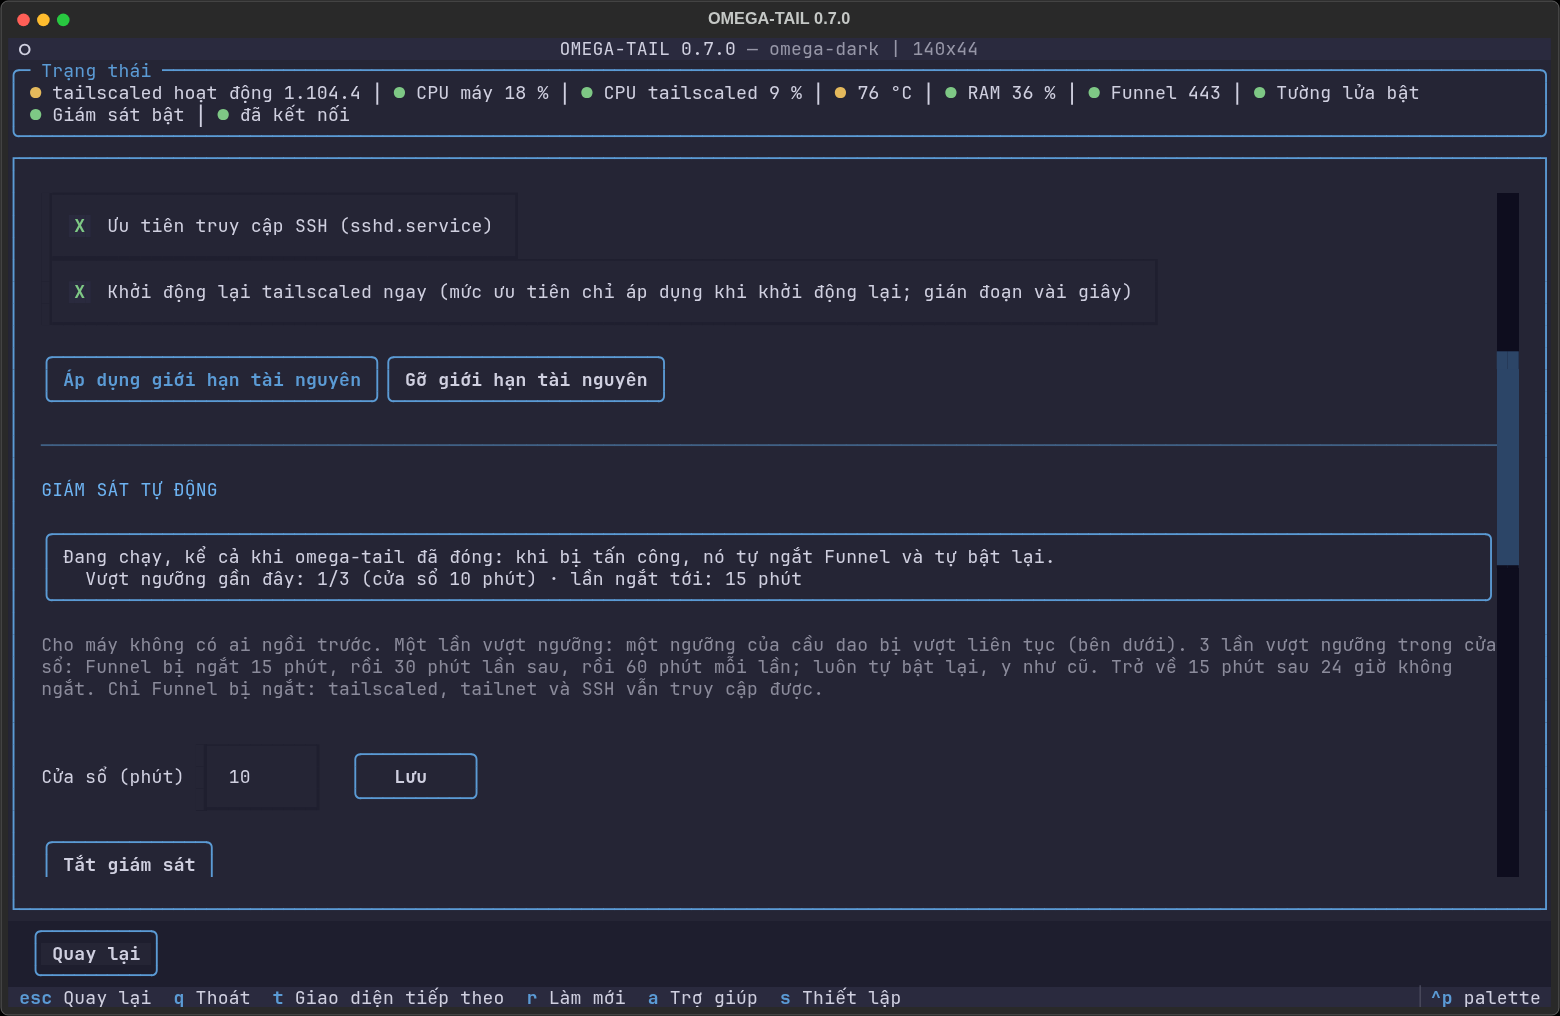 OMEGA-TAIL 0.7.0
OMEGA-TAIL 0.7.0 — omega-dark | 140x44
Trạng thái
tailscaled hoạt động 1.104.4 | CPU máy 18 % | CPU tailscaled 9 % | 76 °C | RAM 36 % | Funnel 443 | Tường lửa bật
Giám sát bật | đã kết nối
X Ưu tiên truy cập SSH (sshd.service)
X Khởi động lại tailscaled ngay (mức ưu tiên chỉ áp dụng khi khởi động lại; gián đoạn vài giây)
Áp dụng giới hạn tài nguyên Gỡ giới hạn tài nguyên
GIÁM SÁT TỰ ĐỘNG
Đang chạy, kể cả khi omega-tail đã đóng: khi bị tấn công, nó tự ngắt Funnel và tự bật lại.
Vượt ngưỡng gần đây: 1/3 (cửa sổ 10 phút) · lần ngắt tới: 15 phút
Cho máy không có ai ngồi trước. Một lần vượt ngưỡng: một ngưỡng của cầu dao bị vượt liên tục (bên dưới). 3 lần vượt ngưỡng trong cửa
sổ: Funnel bị ngắt 15 phút, rồi 30 phút lần sau, rồi 60 phút mỗi lần; luôn tự bật lại, y như cũ. Trở về 15 phút sau 24 giờ không
ngắt. Chỉ Funnel bị ngắt: tailscaled, tailnet và SSH vẫn truy cập được.
Cửa sổ (phút) 10 Lưu
Tắt giám sát
Quay lại
esc Quay lại q Thoát t Giao diện tiếp theo r Làm mới a Trợ giúp s Thiết lập ^p palette